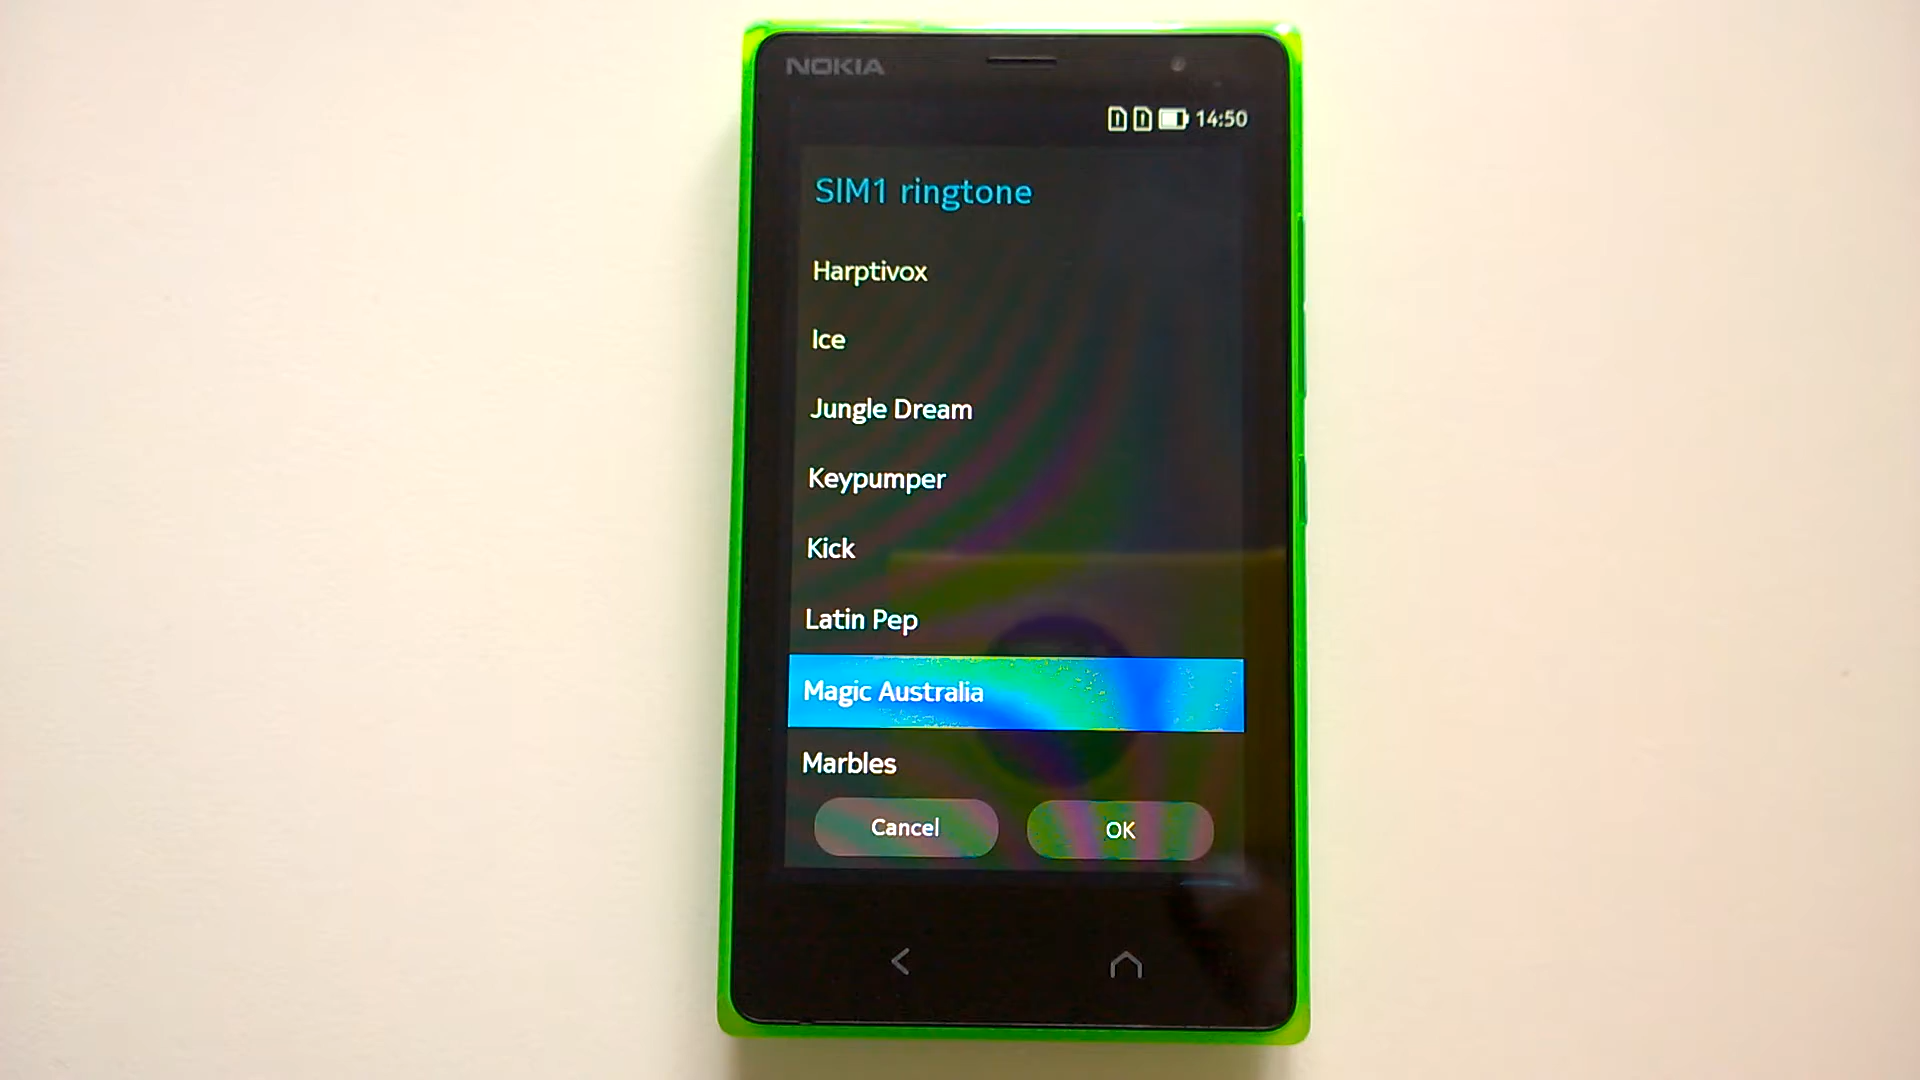 NOKIA
14:50
SIM1 ringtone
Harptivox
Ice
Jungle Dream
Keypumper
Kick
Latin Pep
Magic Australia
Marbles
Cancel OK